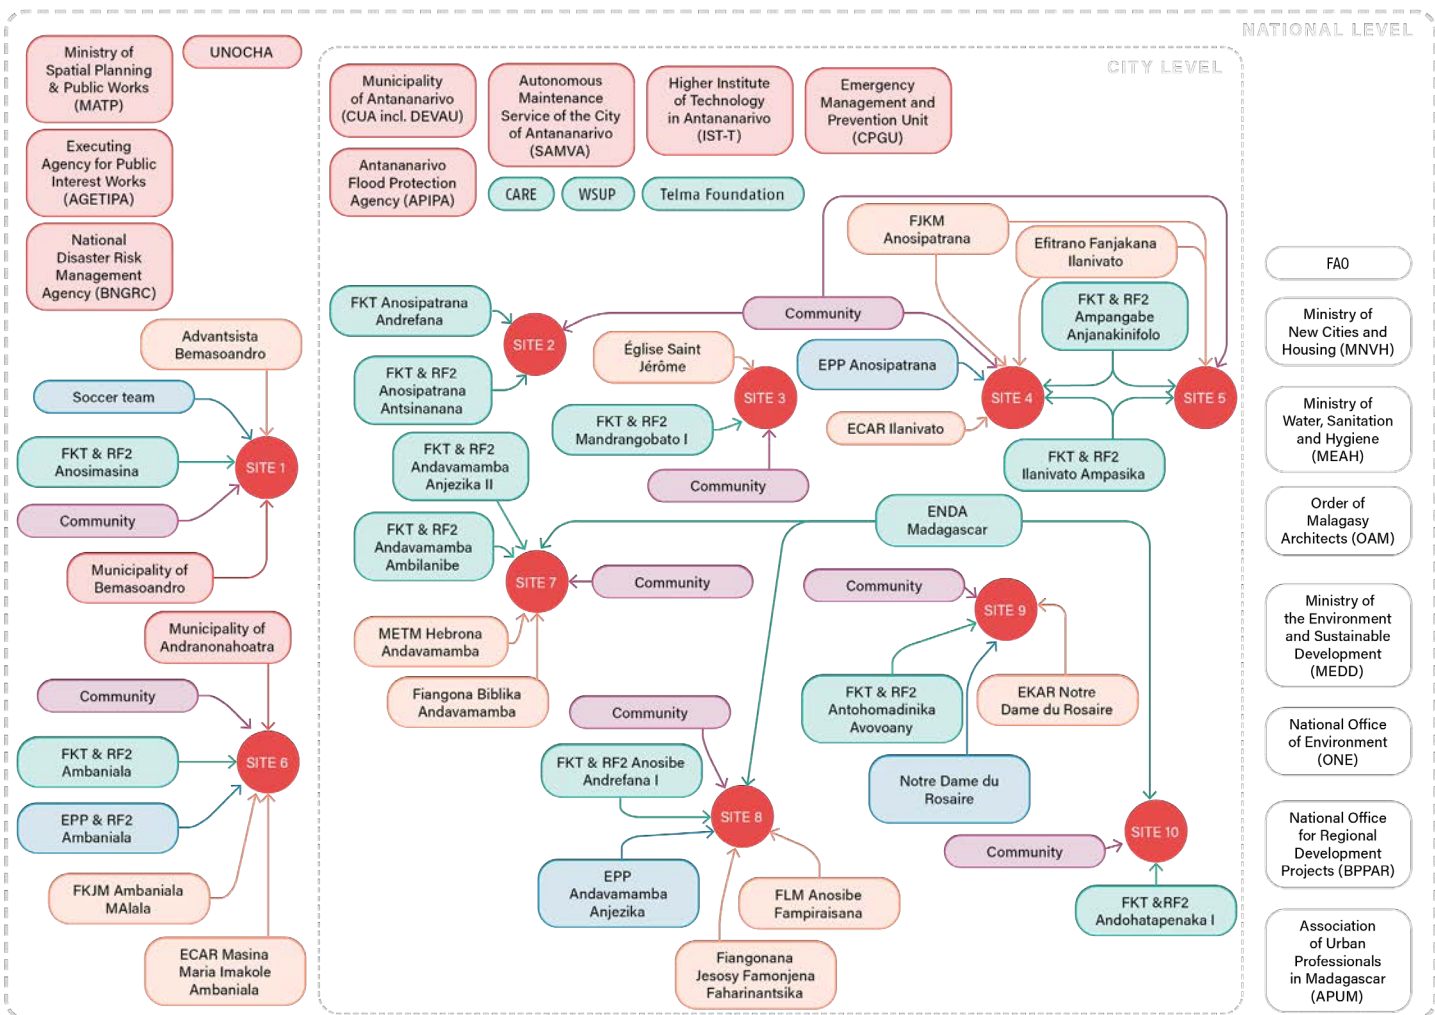 NATIONAL LEVEL
CITY LEVEL
Ministry of
Spatial Planning
& Public Works
(MATP)
UNOCHA
Executing
Agency for Public
Interest Works
(AGETIPA)
National
Disaster Risk
Management
Agency (BNGRC)
Municipality
of Antananarivo
(CUA incl. DEVAU)
Autonomous
Maintenance
Service of the City
of Antananarivo
(SAMVA)
Higher Institute
of Technology
in Antananarivo
(IST-T)
Emergency
Management and
Prevention Unit
(CPGU)
Antananarivo
Flood Protection
Agency (APIPA)
CARE
WSUP
Telma Foundation
Advantsista
Bemasoandro
Soccer team
FKT & RF2
Anosimasina
Community
Municipality of
Bemasoandro
SITE 1
Municipality of
Andranonahoatra
Community
FKT & RF2
Ambaniala
EPP & RF2
Ambaniala
FKJM Ambaniala
MAlala
ECAR Masina
Maria Imakole
Ambaniala
SITE 6
FKT Anosipatrana
Andrefana
FKT & RF2
Anosipatrana
Antsinanana
SITE 2
Community
Église Saint
Jérôme
FKT & RF2
Mandrangobato I
Community
SITE 3
FJKM
Anosipatrana
Efitrano Fanjakana
Ilanivato
FKT & RF2
Ampangabe
Anjanakinifolo
EPP Anosipatrana
ECAR Ilanivato
SITE 4
SITE 5
FKT & RF2
Ilanivato Ampasika
FKT & RF2
Andavamamba
Anjezika II
FKT & RF2
Andavamamba
Ambilanibe
SITE 7
Community
METM Hebrona
Andavamamba
Fiangona Biblika
Andavamamba
ENDA
Madagascar
Community
SITE 9
FKT & RF2
Antohomadinika
Avovoany
EKAR Notre
Dame du Rosaire
Notre Dame du
Rosaire
Community
FKT & RF2 Anosibe
Andrefana I
SITE 8
EPP
Andavamamba
Anjezika
FLM Anosibe
Fampiraisana
Fiangonana
Jesosy Famonjena
Faharinantsika
SITE 10
Community
FKT &RF2
Andohatapenaka I
FAO
Ministry of
New Cities and
Housing (MNVH)
Ministry of
Water, Sanitation
and Hygiene
(MEAH)
Order of
Malagasy
Architects (OAM)
Ministry of
the Environment
and Sustainable
Development
(MEDD)
National Office
of Environment
(ONE)
National Office
for Regional
Development
Projects (BPPAR)
Association
of Urban
Professionals
in Madagascar
(APUM)